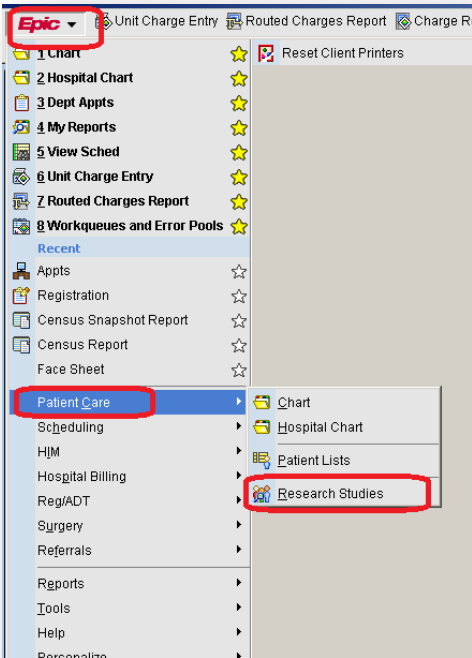 Epic Unit Charge Entry Routed Charges Report Charge R
1 Chart Reset Client Printers
2 Hospital Chart
3 Dept Appts
4 My Reports
5 View Sched
6 Unit Charge Entry
7 Routed Charges Report
8 Workqueues and Error Pools
Recent
Appts
Registration
Census Snapshot Report
Census Report
Face Sheet
Patient Care
Chart
Scheduling
Hospital Chart
HIM
Patient Lists
Hospital Billing
Research Studies
Reg/ADT
Surgery
Referrals
Reports
Tools
Help
Personalize